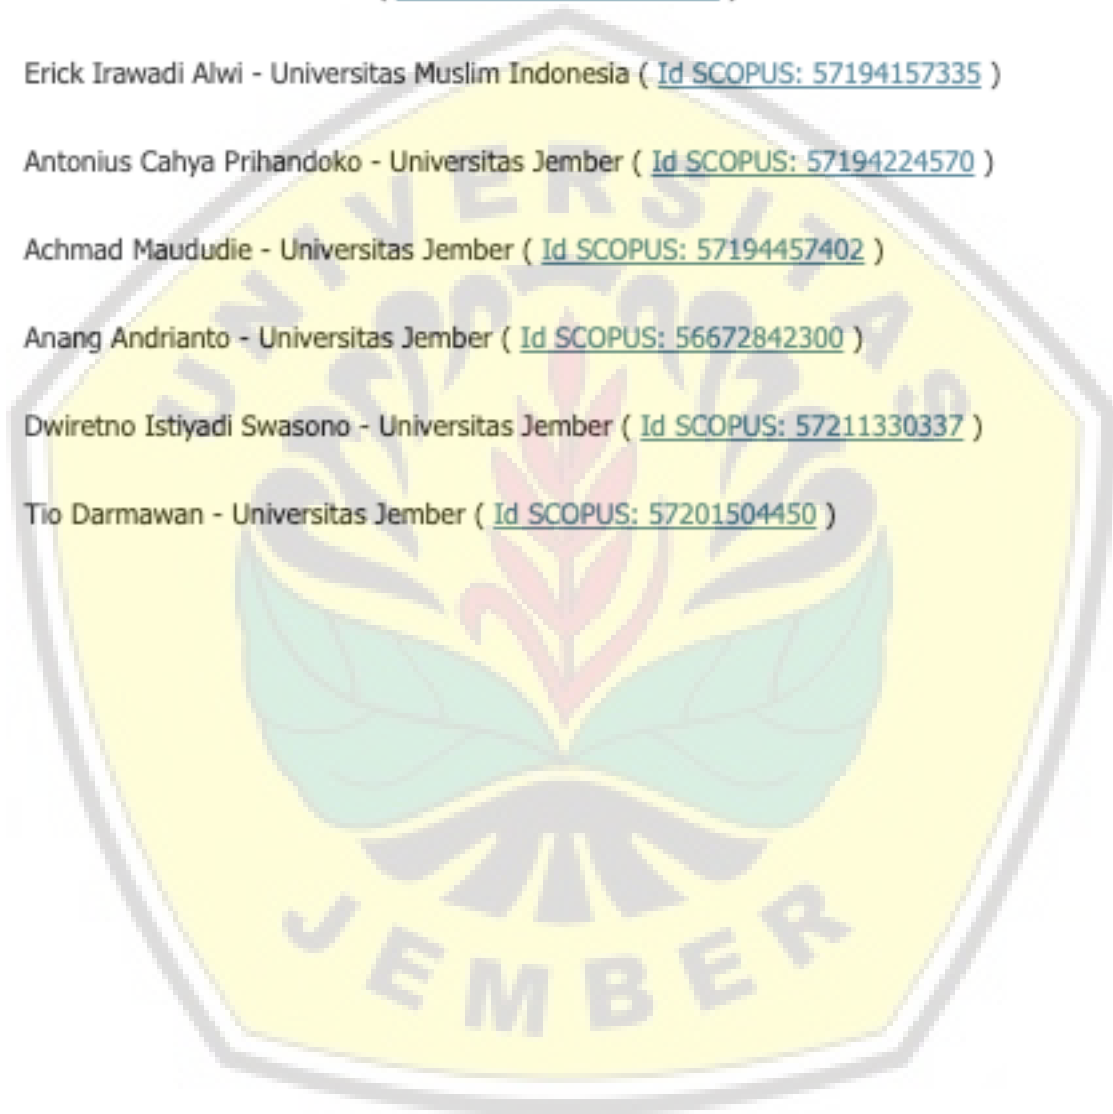 Erick Irawadi Alwi - Universitas Muslim Indonesia ( Id SCOPUS: 57194157335 )
Antonius Cahya Prihandoko - Universitas Jember ( Id SCOPUS: 57194224570 )
Achmad Maududie - Universitas Jember ( Id SCOPUS: 57194457402 )
Anang Andrianto - Universitas Jember ( Id SCOPUS: 56672842300 )
Dwiretno Istiyadi Swasono - Universitas Jember ( Id SCOPUS: 57211330337 )
Tio Darmawan - Universitas Jember ( Id SCOPUS: 57201504450 )
UNIVERSITAS
JEMBER